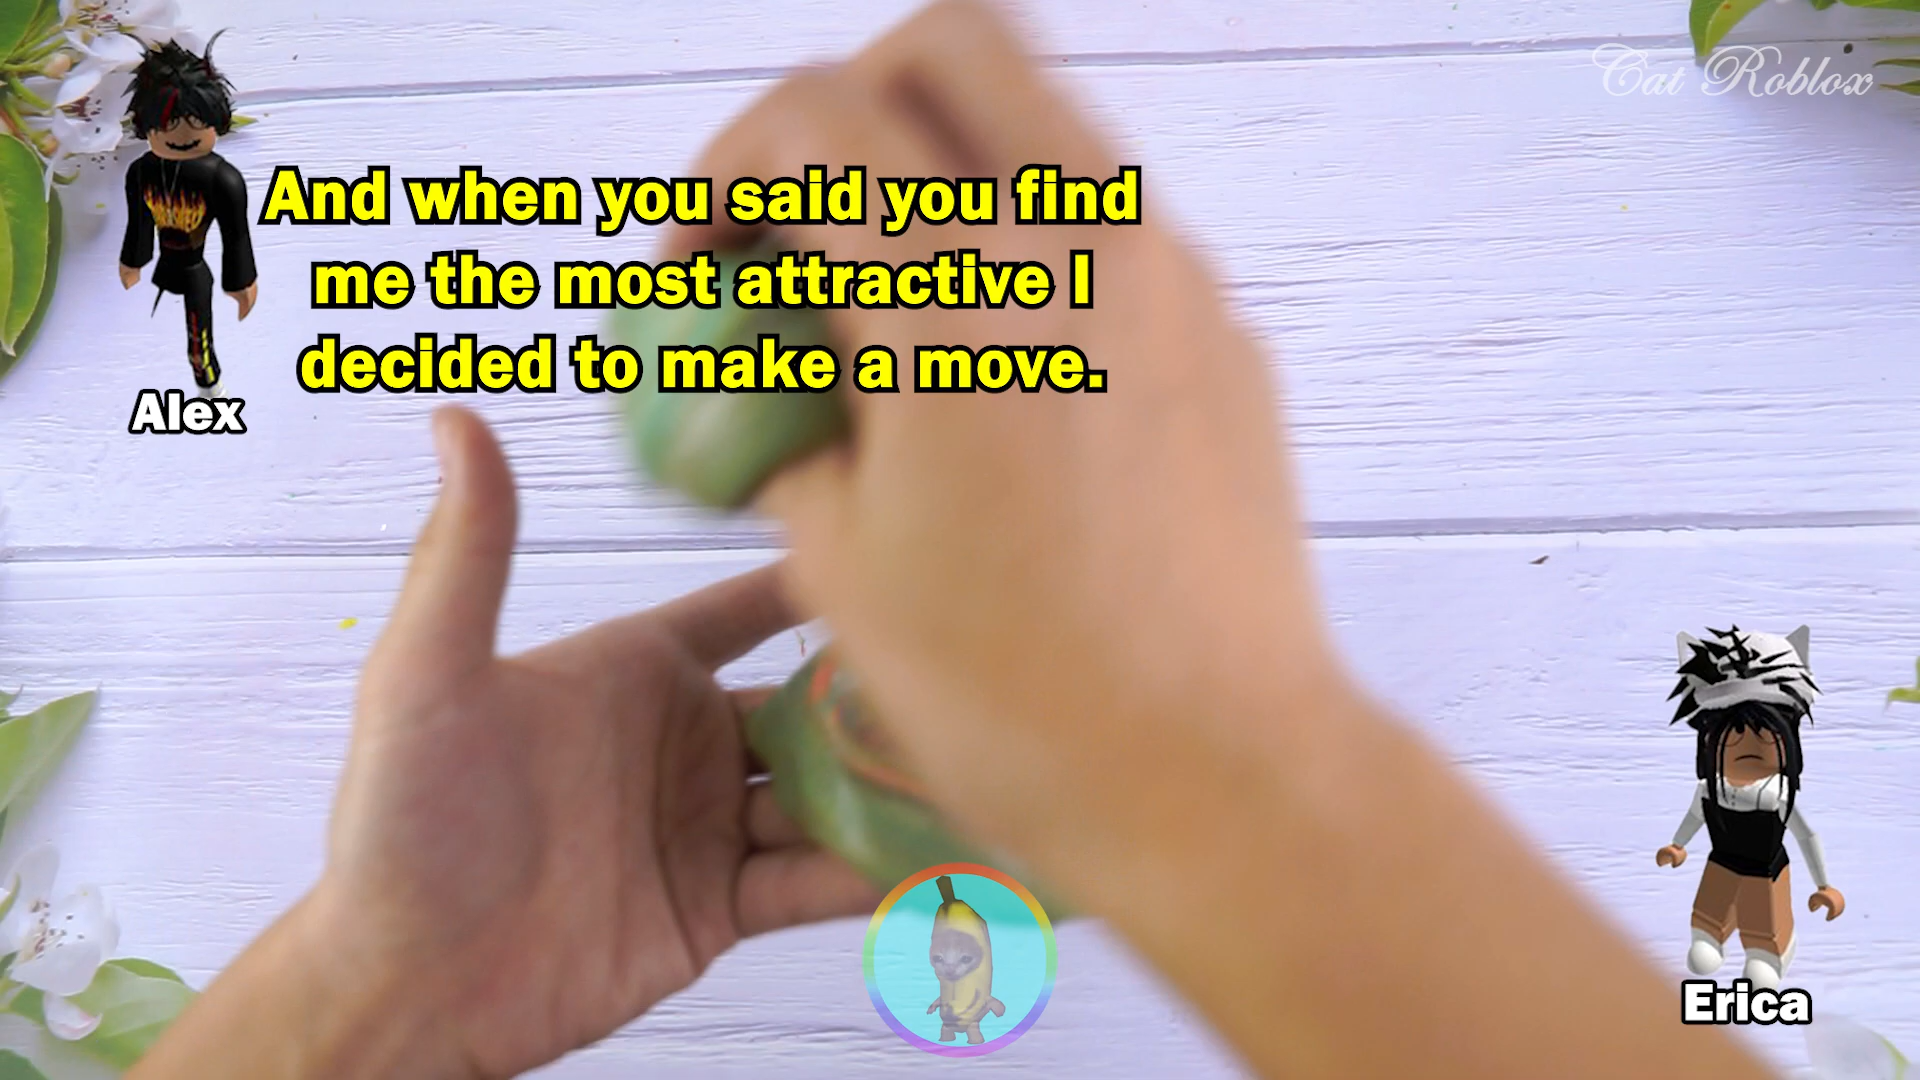 Cat Roblox
And when you said you find
me the most attractive I
decided to make a move.
Alex
Erica